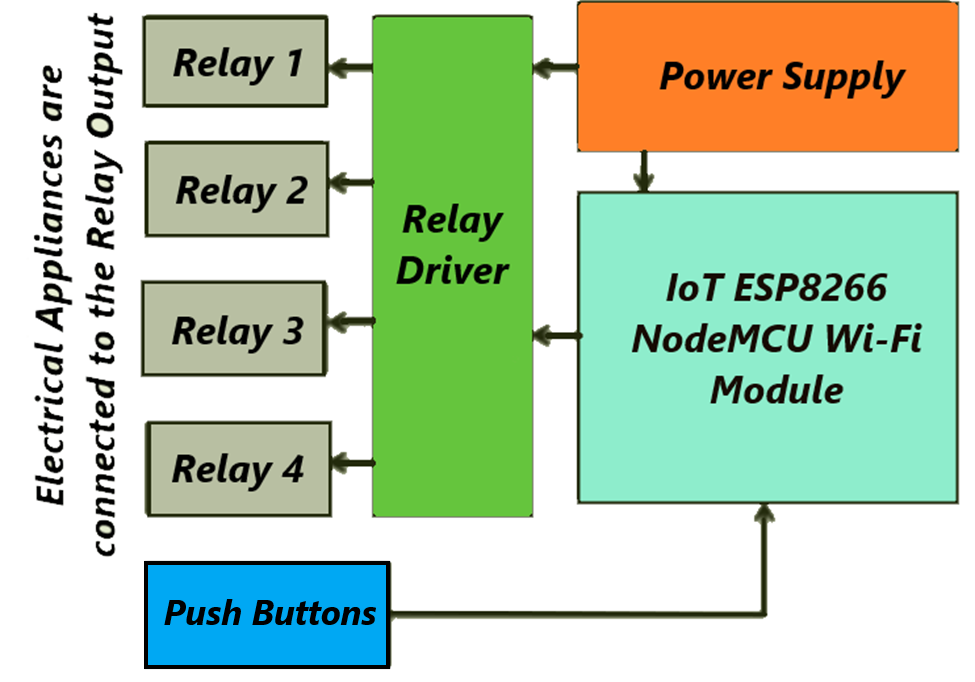 Electrical Appliances are
connected to the Relay Output
Relay 1
Relay 2
Relay 3
Relay 4
Relay
Driver
Power Supply
IoT ESP8266
NodeMCU Wi-Fi
Module
Push Buttons